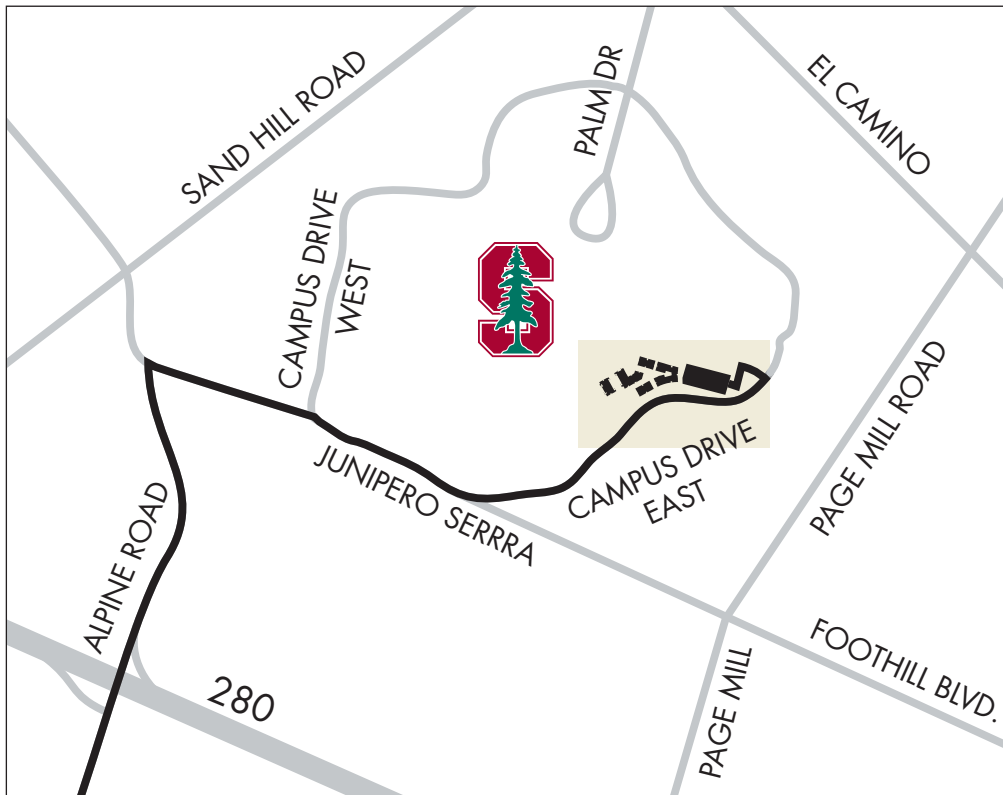 SAND HILL ROAD
PALM DR
EL CAMINO
CAMPUS DRIVE
WEST
S
JUNIPERO SERRRA
CAMPUS DRIVE
EAST
PAGE MILL ROAD
ALPINE ROAD
280
PAGE MILL
FOOTHILL BLVD.